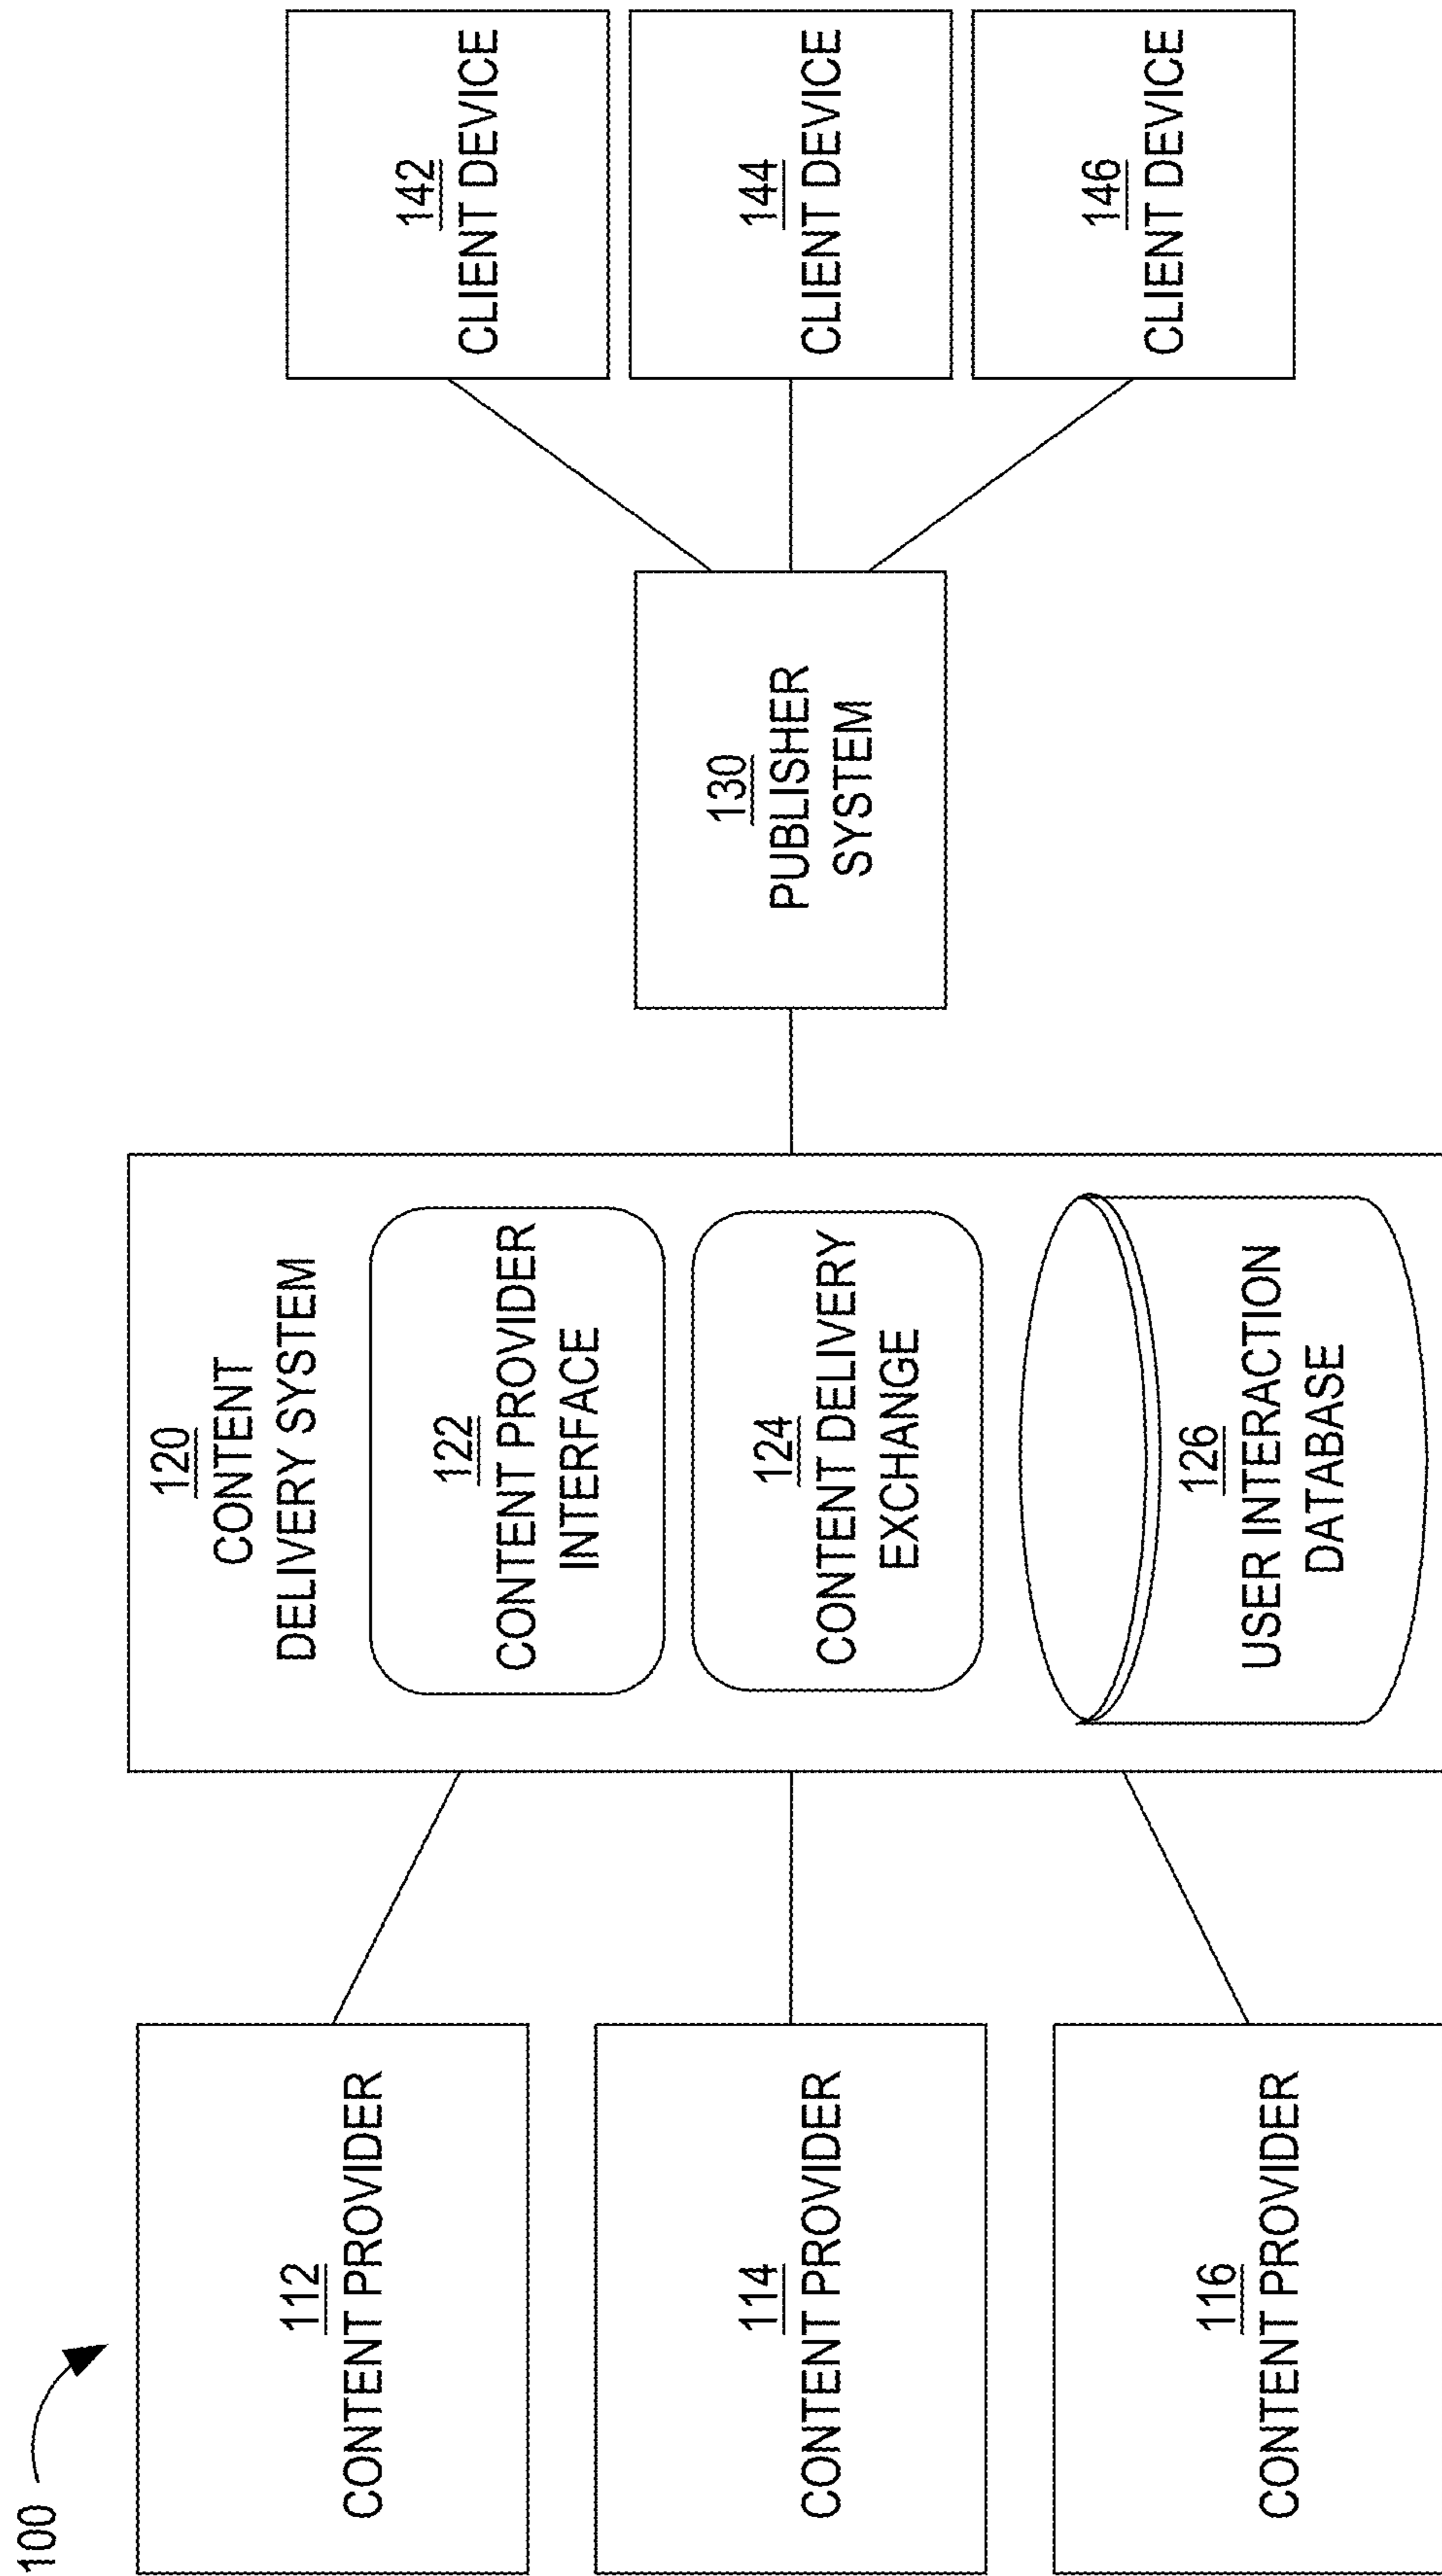 100
112
CONTENT PROVIDER
114
CONTENT PROVIDER
116
CONTENT PROVIDER
120
CONTENT
DELIVERY SYSTEM
122
CONTENT PROVIDER
INTERFACE
124
CONTENT DELIVERY
EXCHANGE
126
USER INTERACTION
DATABASE
130
PUBLISHER
SYSTEM
142
CLIENT DEVICE
144
CLIENT DEVICE
146
CLIENT DEVICE